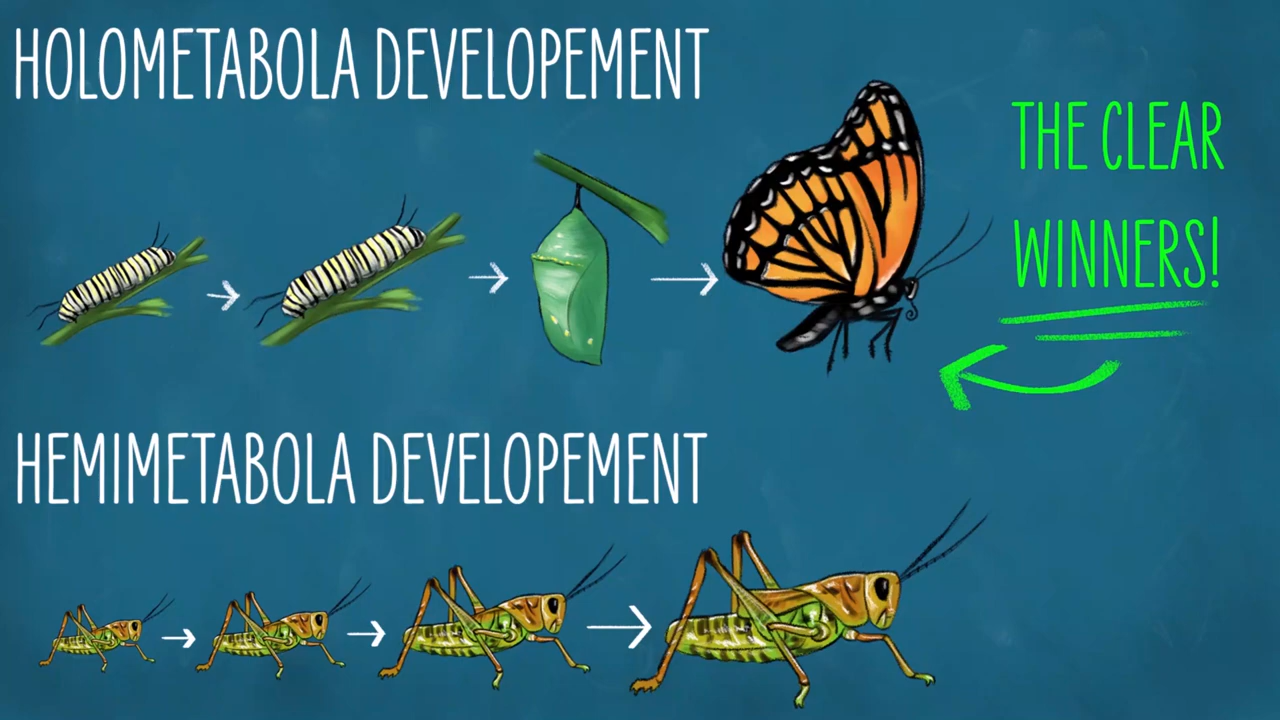 HOLOMETABOLA DEVELOPEMENT
THE CLEAR
WINNERS!
HEMIMETABOLA DEVELOPEMENT